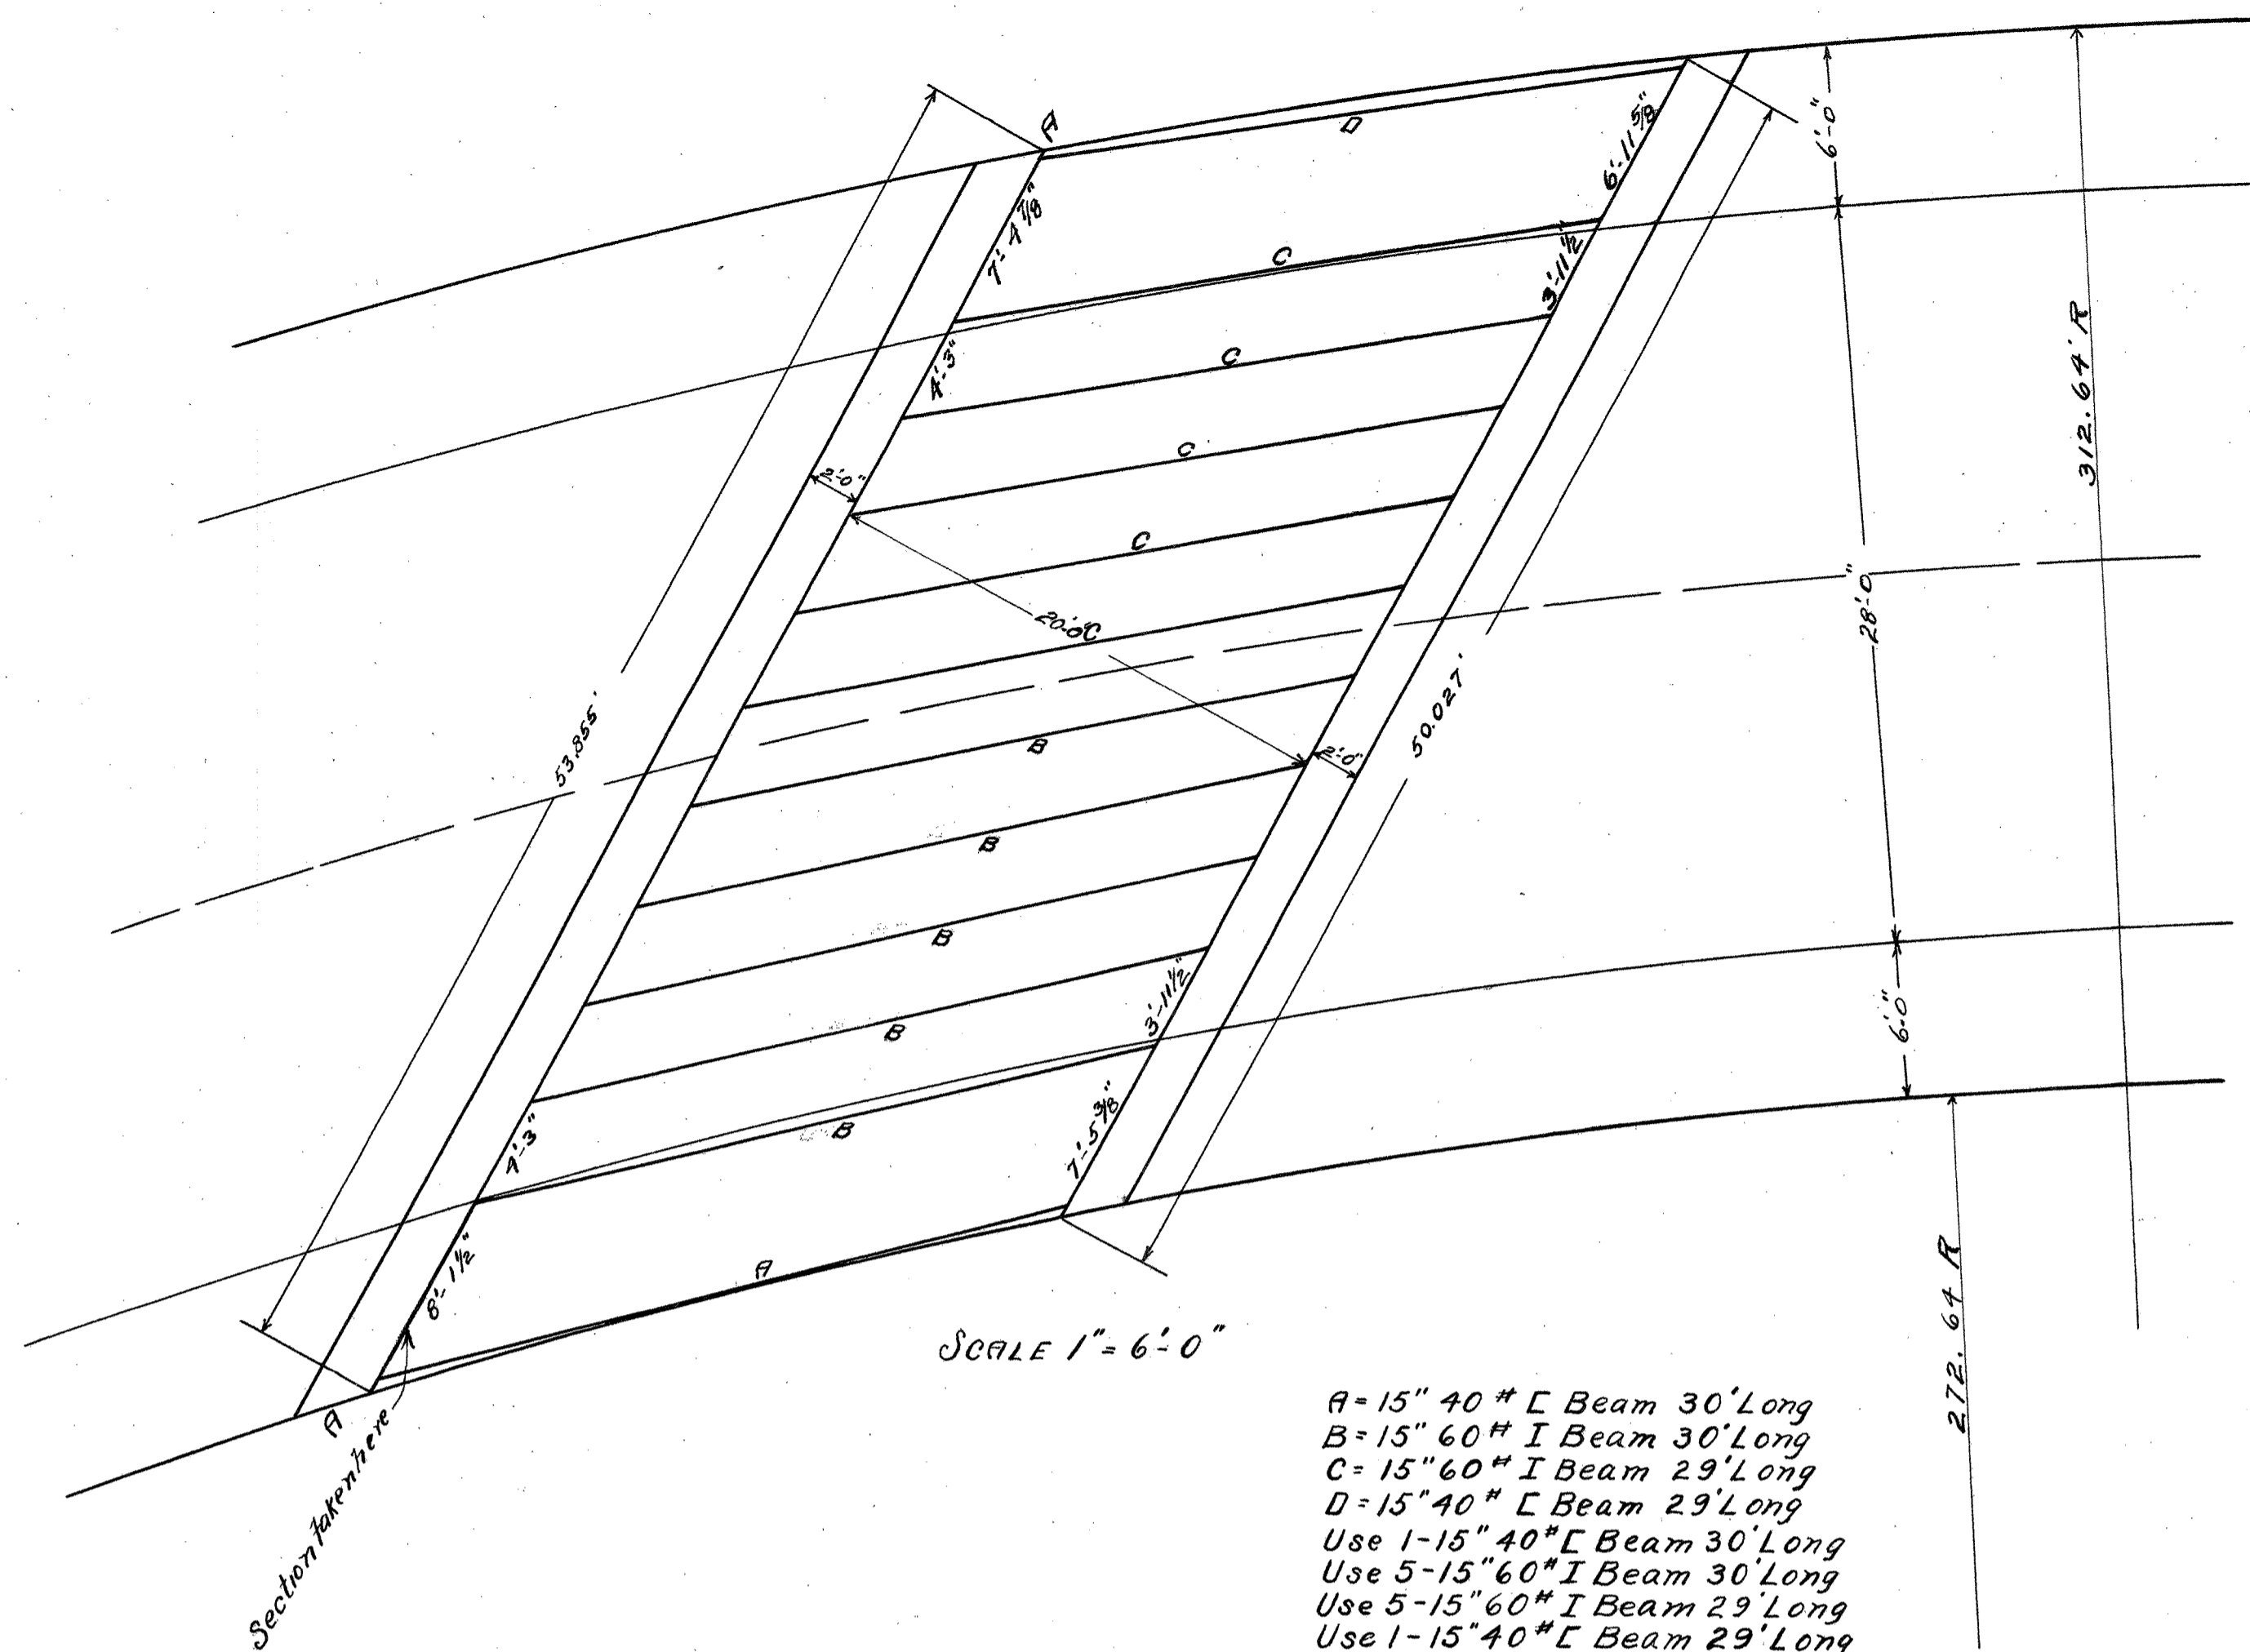 A
D
6'-11 5/8"
6'-0"
7'-4 7/8"
C
3'-11 1/2"
312.64' R
4'-3"
C
C
2'-0"
C
20'-0"
C
28'-0"
53.855'
50.027'
B
2'-0"
B
B
3'-11 1/2"
B
6'-0"
4'-3"
B
7'-5 3/8"
8'-1 1/2"
A
A
Section taken here
272.64 R
SCALE 1" = 6'-0"
A = 15" 40 # [ Beam 30' Long
B = 15" 60 # I Beam 30' Long
C = 15" 60 # I Beam 29' Long
D = 15" 40 # [ Beam 29' Long
Use 1-15" 40 # [ Beam 30' Long
Use 5-15" 60 # I Beam 30' Long
Use 5-15" 60 # I Beam 29' Long
Use 1-15" 40 # [ Beam 29' Long